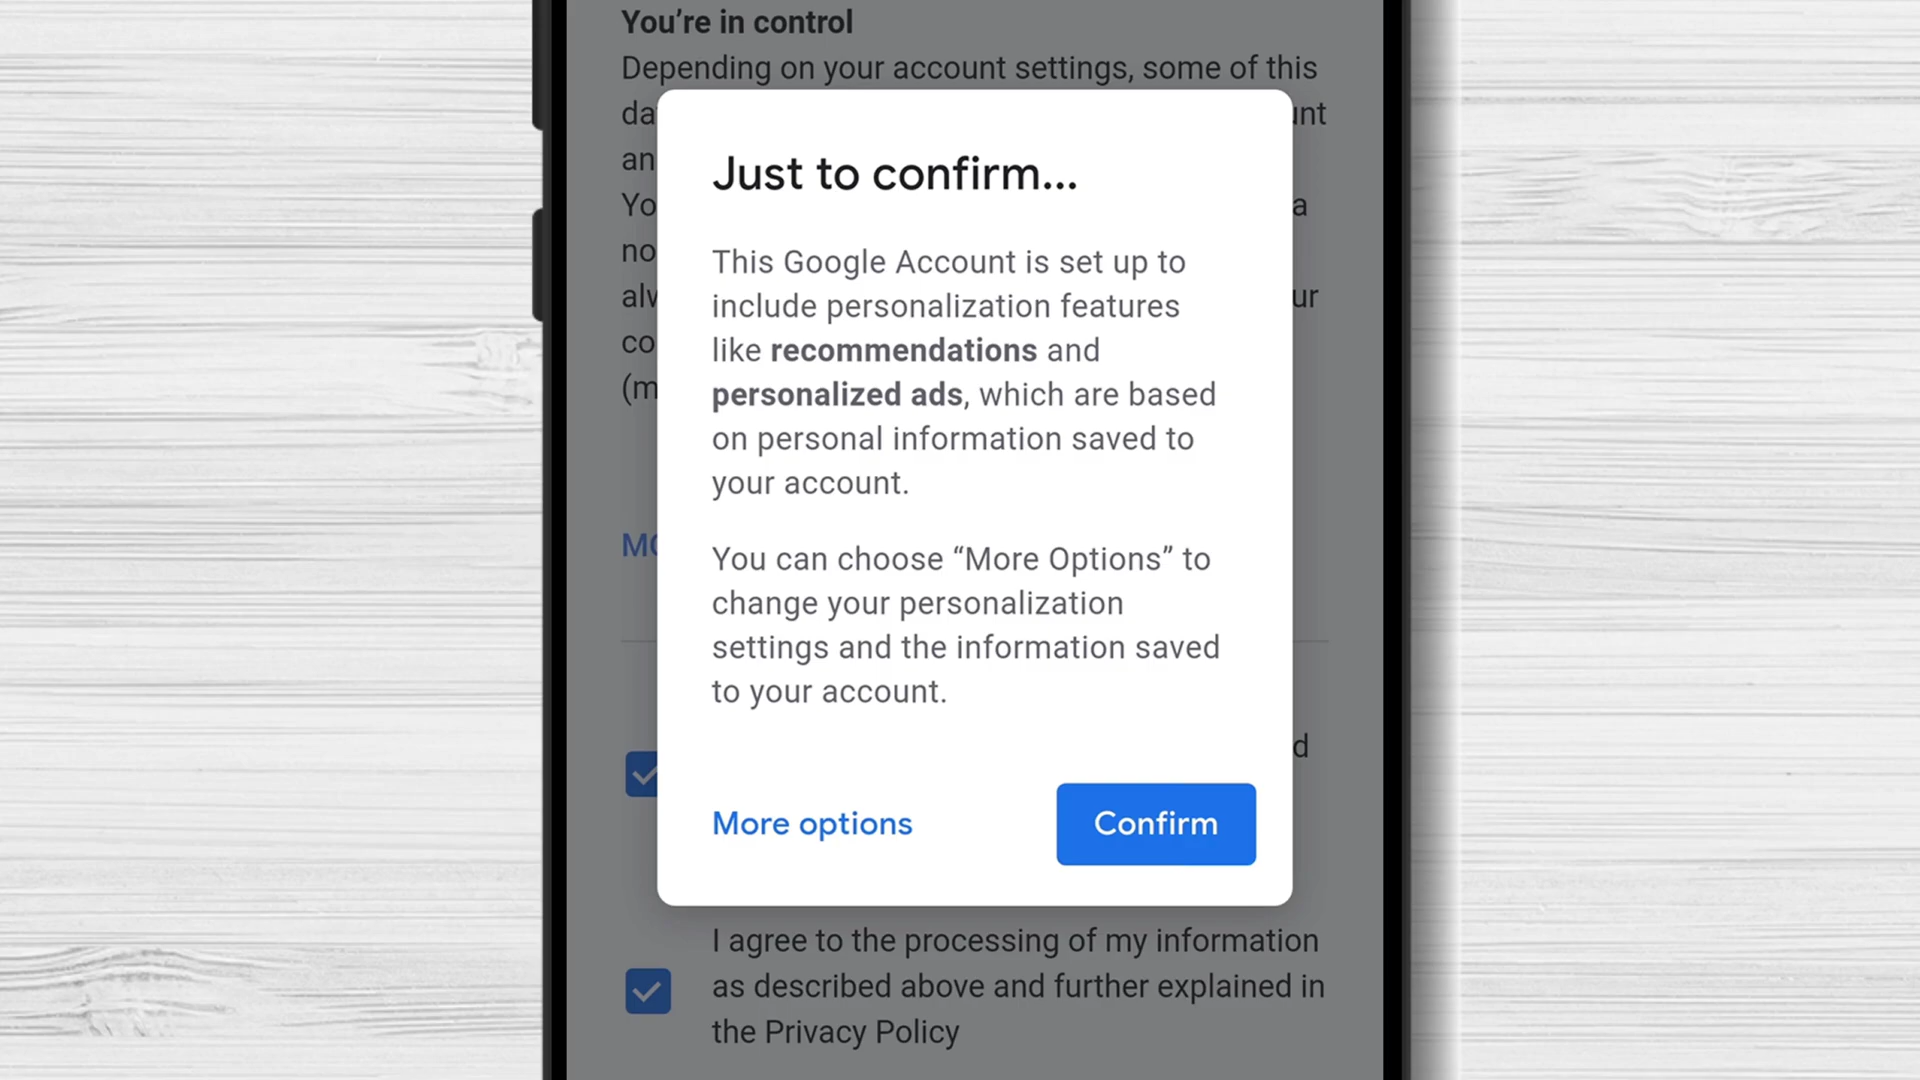 You're in control
Depending on your account settings, some of this
Just to confirm...
This Google Account is set up to
include personalization features
like recommendations and
personalized ads, which are based
on personal information saved to
your account.
You can choose “More Options” to
change your personalization
settings and the information saved
to your account.
More options
Confirm
I agree to the processing of my information
as described above and further explained in
the Privacy Policy